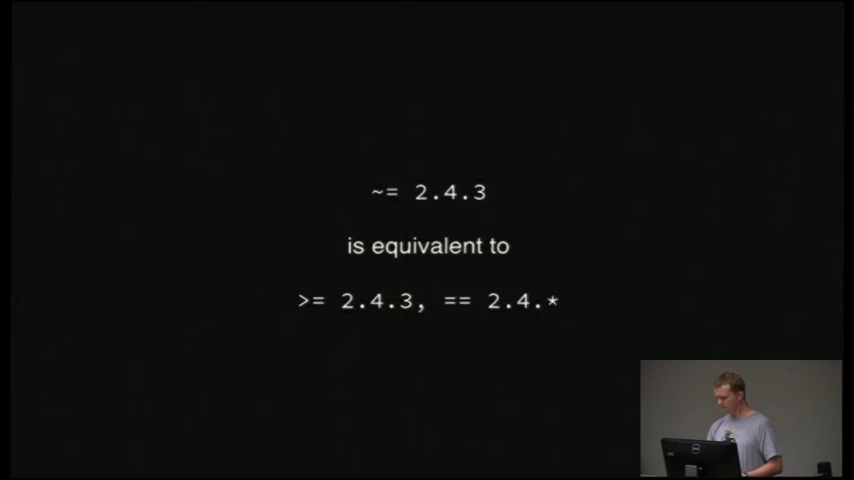 ~= 2.4.3
is equivalent to
>= 2.4.3, == 2.4.*